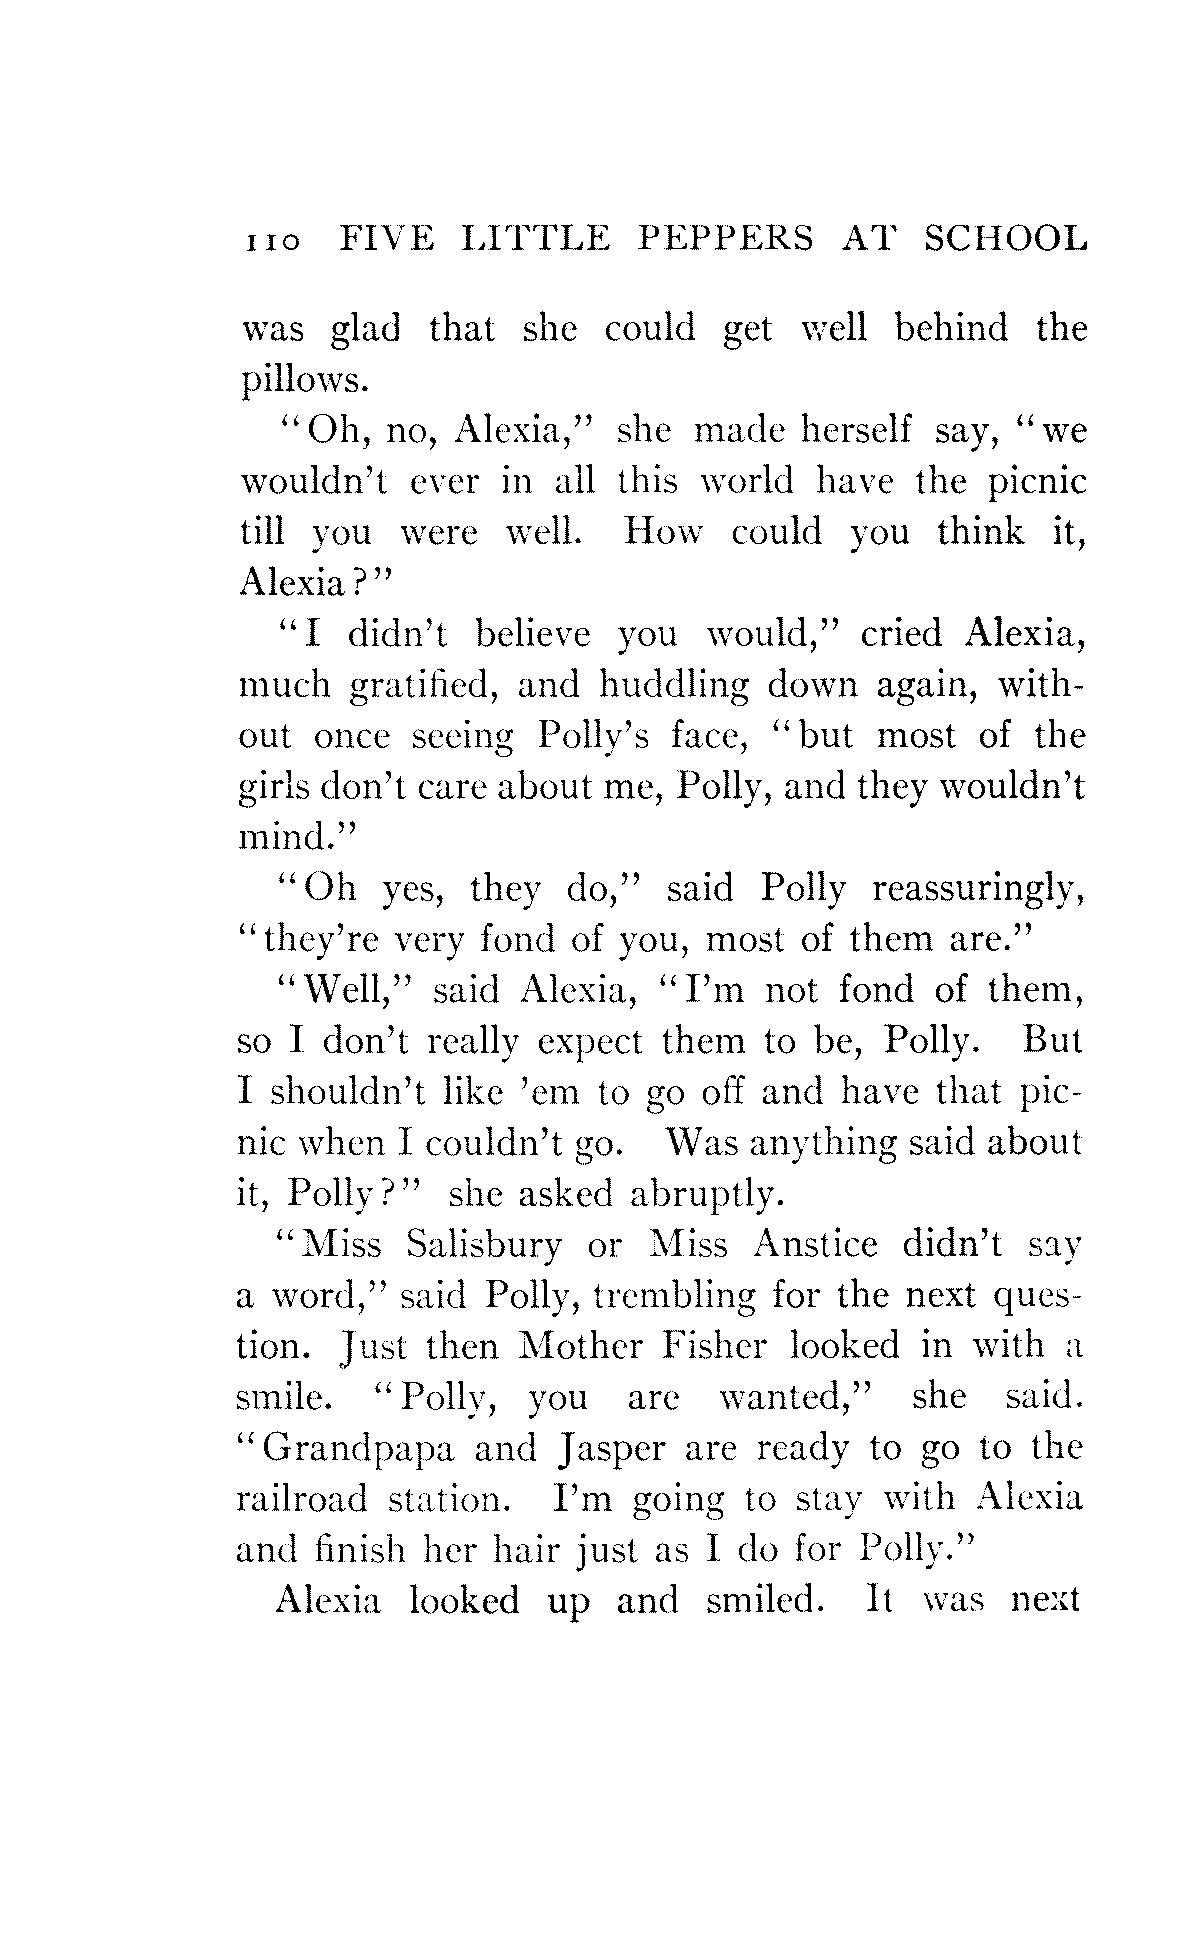 110 FIVE LITTLE PEPPERS AT SCHOOL
was glad that she could get well behind the
pillows.
"Oh, no, Alexia," she made herself say, "we
wouldn't ever in all this world have the picnic
till you were well. How could you think it,
Alexia?"
"I didn't believe you would," cried Alexia,
much gratified, and huddling down again, with-
out once seeing Polly's face, "but most of the
girls don't care about me, Polly, and they wouldn't
mind."
"Oh yes, they do," said Polly reassuringly,
"they're very fond of you, most of them are."
"Well," said Alexia, "I'm not fond of them,
so I don't really expect them to be, Polly. But
I shouldn't like 'em to go off and have that pic-
nic when I couldn't go. Was anything said about
it, Polly?" she asked abruptly.
"Miss Salisbury or Miss Anstice didn't say
a word," said Polly, trembling for the next ques-
tion. Just then Mother Fisher looked in with a
smile. "Polly, you are wanted," she said.
"Grandpapa and Jasper are ready to go to the
railroad station. I'm going to stay with Alexia
and finish her hair just as I do for Polly."
Alexia looked up and smiled. It was next